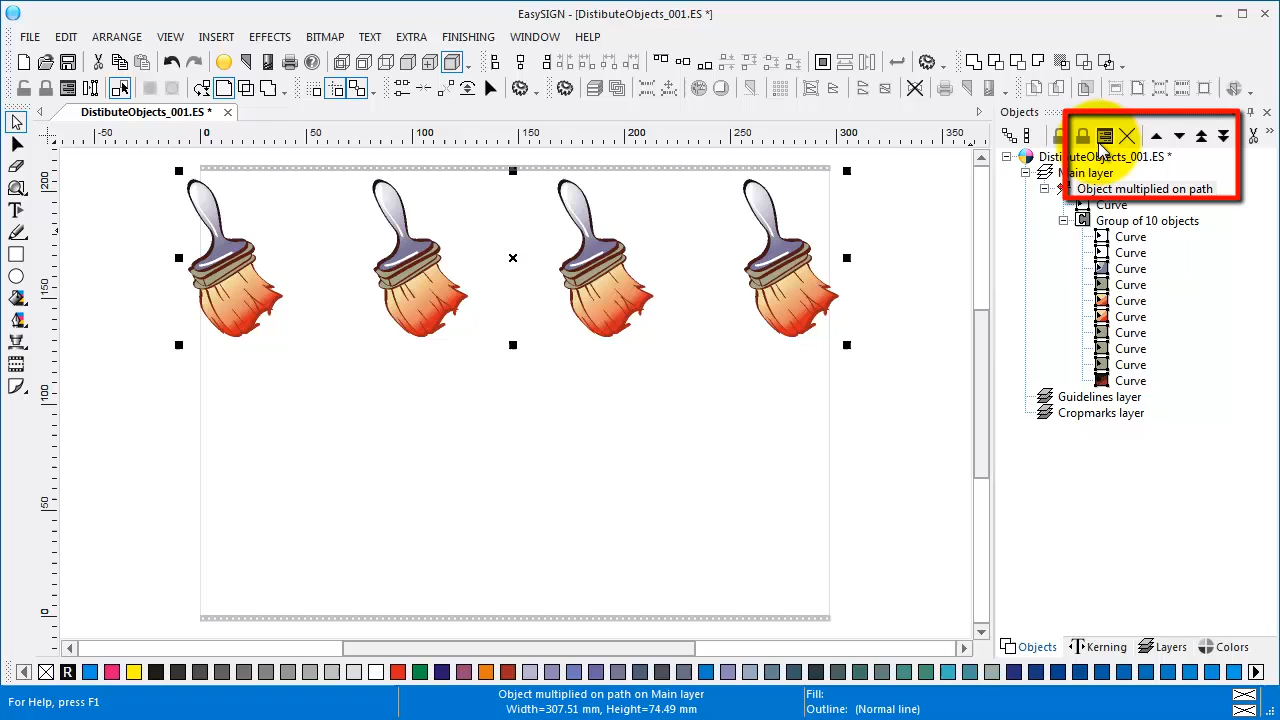 EasySIGN - [DistibuteObjects_001.ES *]
FILE EDIT ARRANGE VIEW INSERT EFFECTS BITMAP TEXT EXTRA FINISHING WINDOW HELP
DistibuteObjects_001.ES *
Objects
-50 0 50 100 150 200 250 300 350
DistibuteObjects_001.ES *
Main layer
Object multiplied on path
Curve
Group of 10 objects
Curve
Curve
Curve
Curve
Curve
Curve
Curve
Curve
Curve
Curve
Guidelines layer
Cropmarks layer
200
150
100
50
0
Objects Kerning Layers Colors
R
For Help, press F1
Object multiplied on path on Main layer
Width=307.51 mm, Height=74.49 mm
Fill:
Outline: (Normal line)